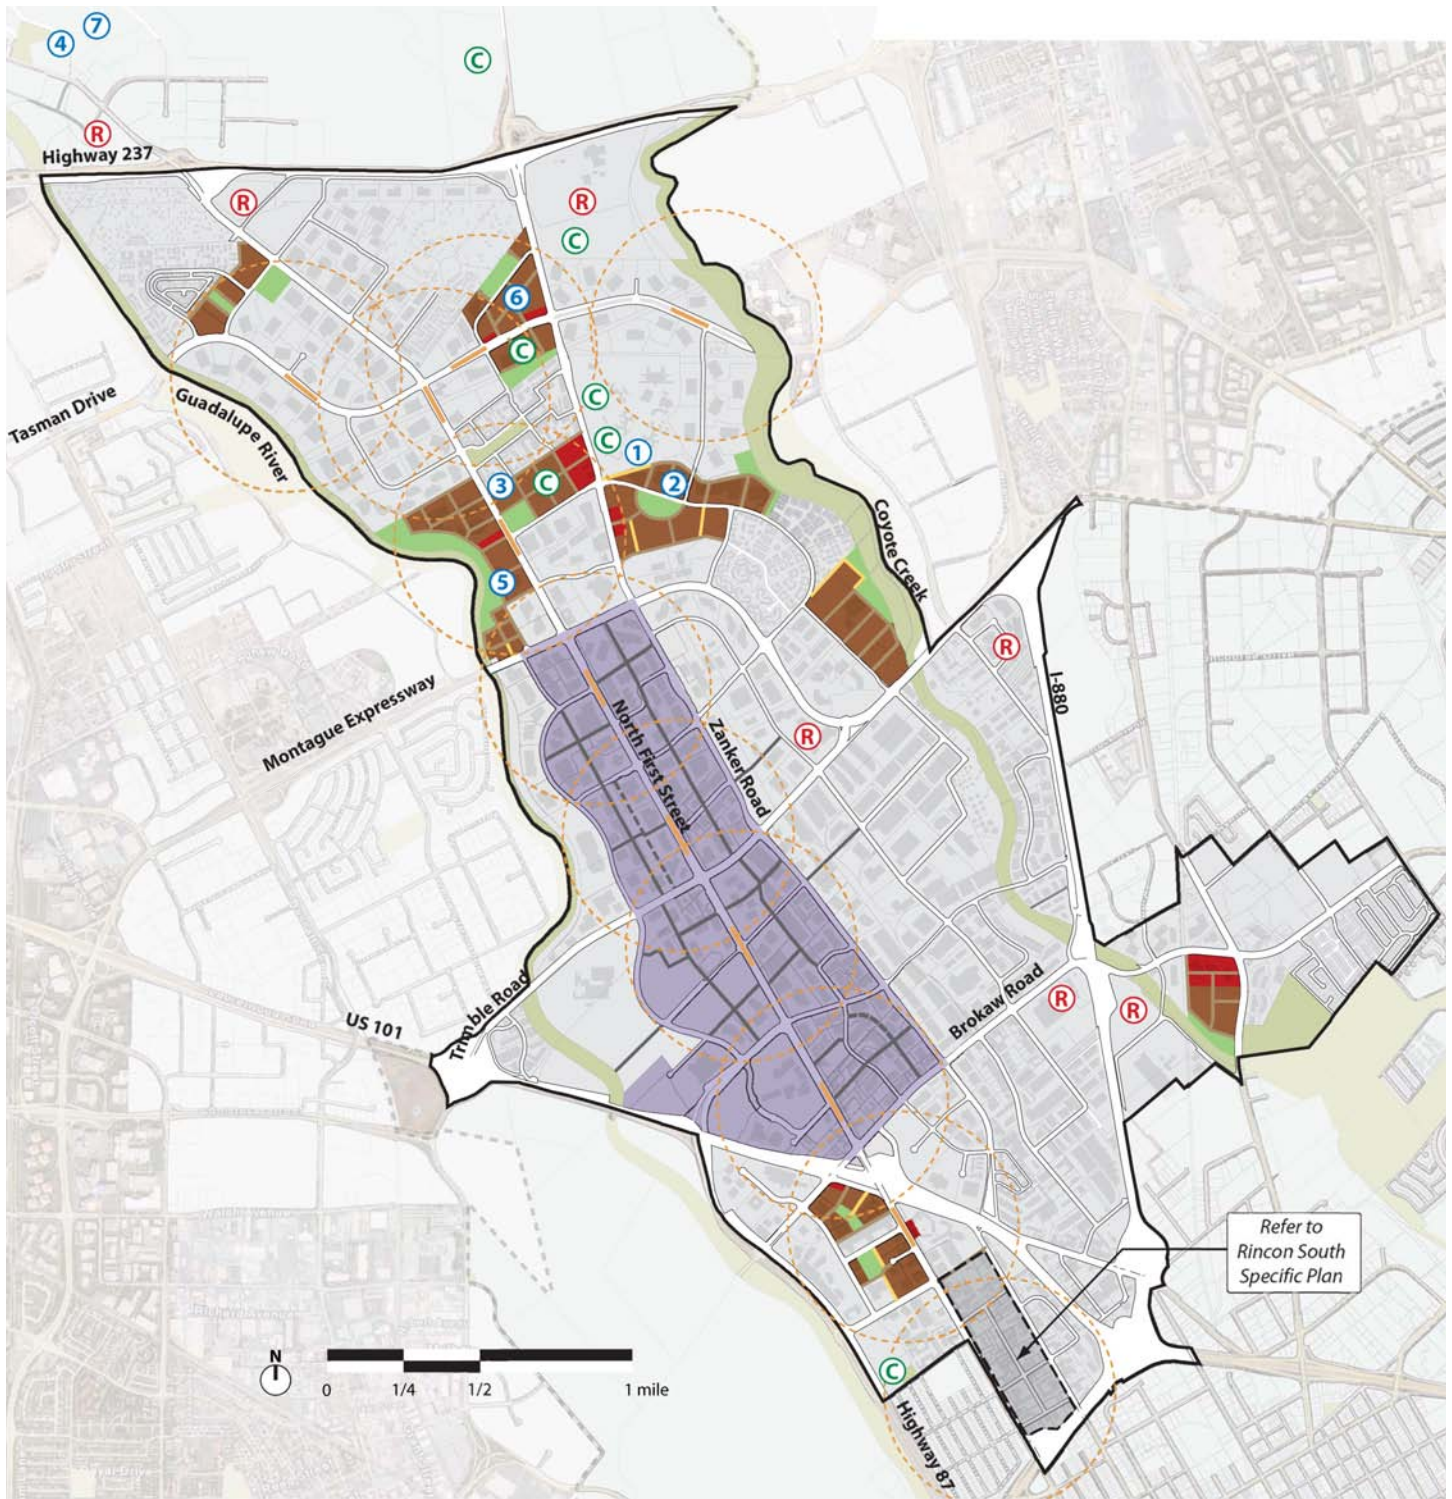 7
4
C
R
Highway 237
R
R
C
6
C
Tasman Drive
Guadalupe River
C
C
1
3
C
2
Coyote Creek
5
R
I-880
Montague Expressway
North First Street
Zanker Road
R
Brokaw Road
Trimble Road
US 101
R
R
Refer to
Rincon South
Specific Plan
N
0 1/4 1/2 1 mile
C
Highway 87